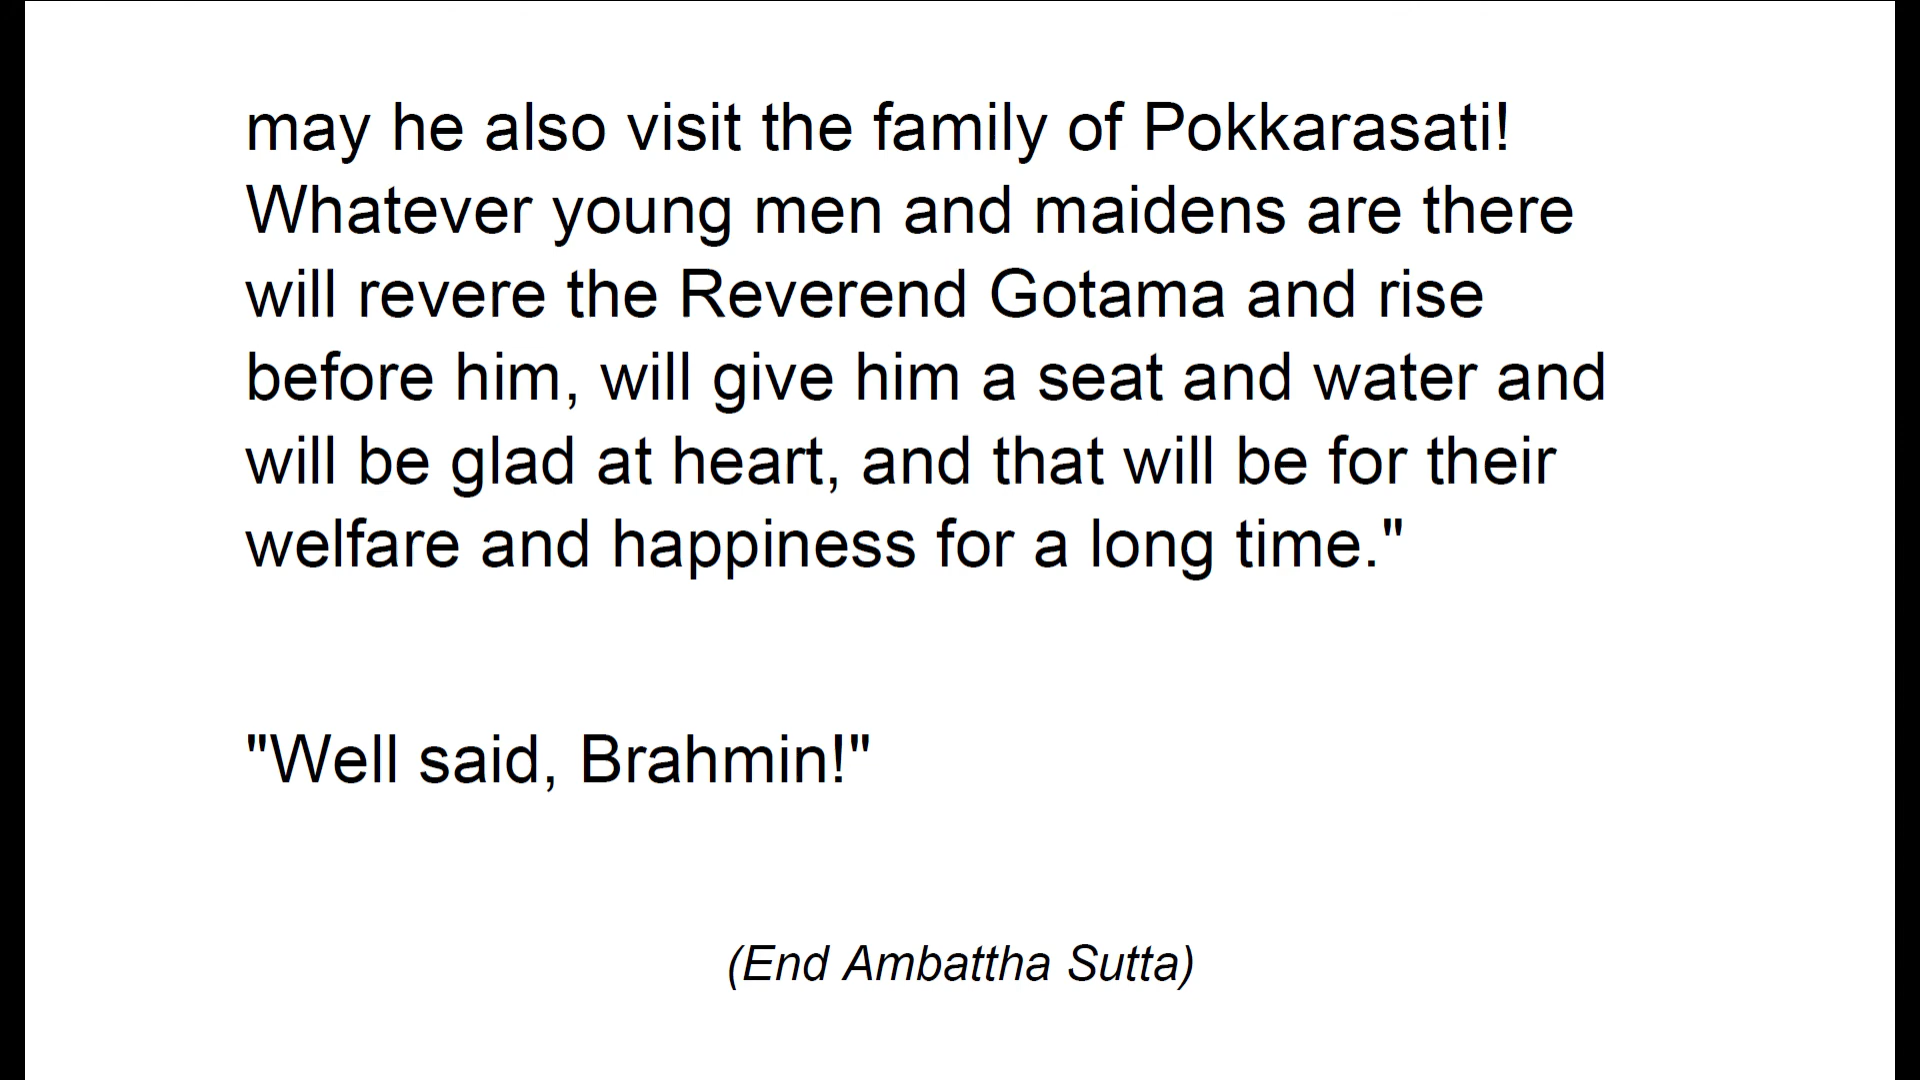 may he also visit the family of Pokkarasati!
Whatever young men and maidens are there
will revere the Reverend Gotama and rise
before him, will give him a seat and water and
will be glad at heart, and that will be for their
welfare and happiness for a long time."
"Well said, Brahmin!"
(End Ambattha Sutta)